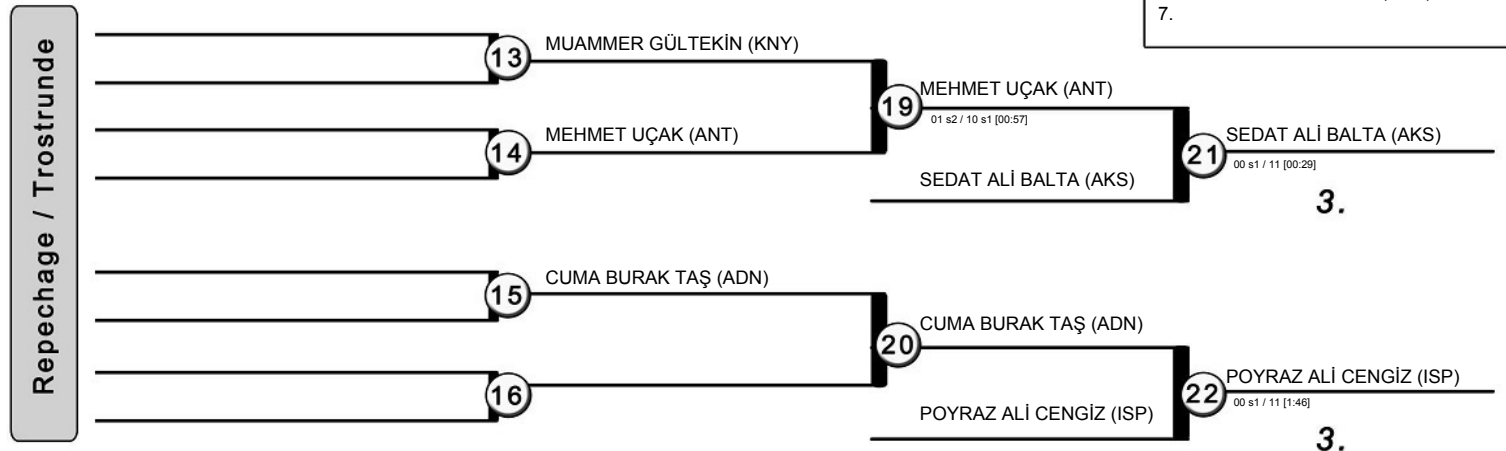 7.
Repechage / Trostrunde
13
MUAMMER GÜLTEKİN (KNY)
14
MEHMET UÇAK (ANT)
19
MEHMET UÇAK (ANT)
01 s2 / 10 s1 [00:57]
SEDAT ALİ BALTA (AKS)
21
SEDAT ALİ BALTA (AKS)
00 s1 / 11 [00:29]
3.
15
CUMA BURAK TAŞ (ADN)
16
20
CUMA BURAK TAŞ (ADN)
POYRAZ ALİ CENGİZ (ISP)
22
POYRAZ ALİ CENGİZ (ISP)
00 s1 / 11 [1:46]
3.